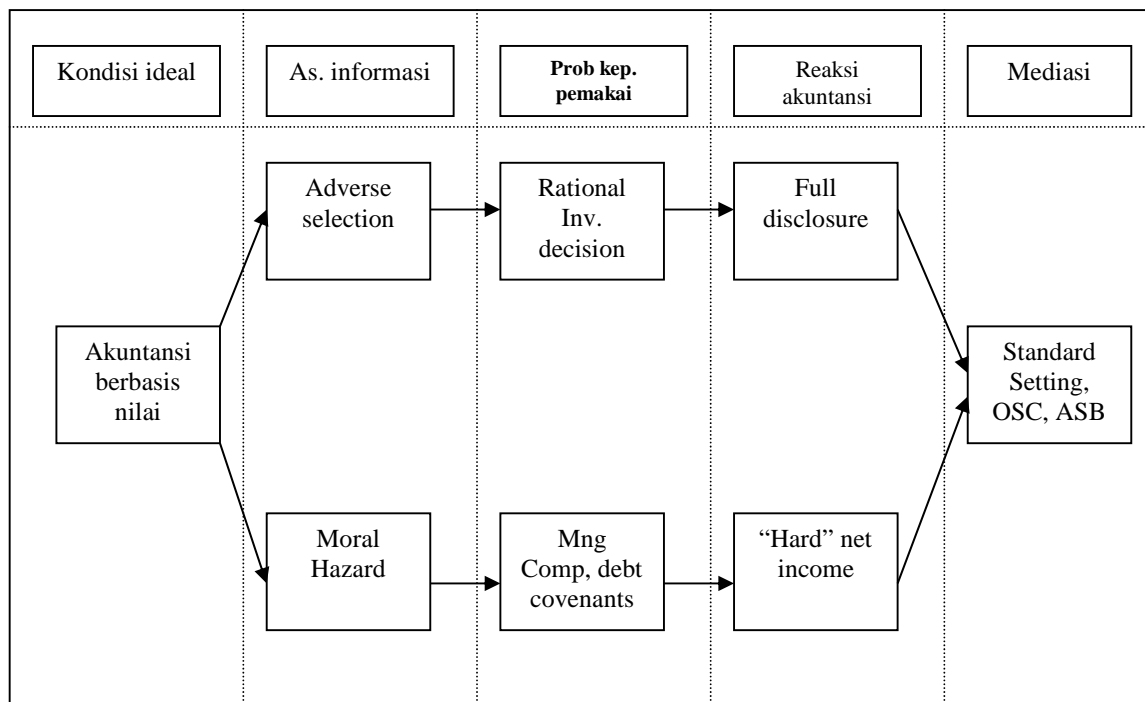 Kondisi ideal
As. informasi
Prob kep.
pemakai
Reaksi
akuntansi
Mediasi
Adverse
selection
Rational
Inv.
decision
Full
disclosure
Akuntansi
berbasis
nilai
Standard
Setting,
OSC, ASB
Moral
Hazard
Mng
Comp, debt
covenants
“Hard” net
income